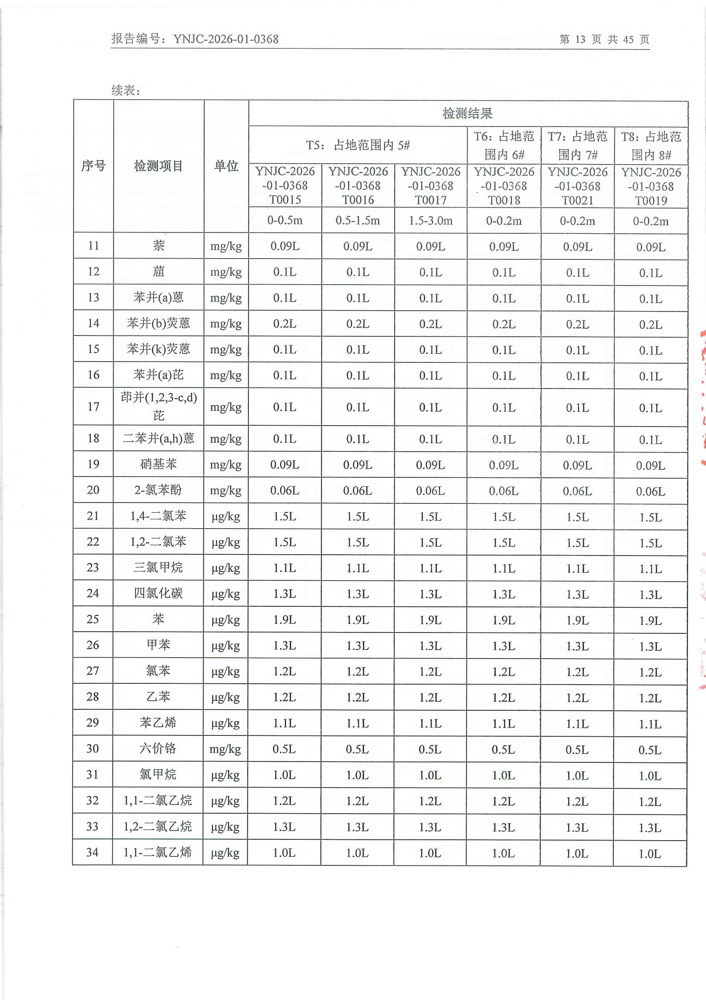 报告编号：YNJC-2026-01-0368 第 13 页 共 45 页
续表：
序号 检测项目 单位 检测结果
T5：占地范围内 5# T6：占地范围内 6# T7：占地范围内 7# T8：占地范围内 8#
YNJC-2026-01-0368T0015 YNJC-2026-01-0368T0016 YNJC-2026-01-0368T0017 YNJC-2026-01-0368T0018 YNJC-2026-01-0368T0021 YNJC-2026-01-0368T0019
0-0.5m 0.5-1.5m 1.5-3.0m 0-0.2m 0-0.2m 0-0.2m
11 萘 mg/kg 0.09L 0.09L 0.09L 0.09L 0.09L 0.09L
12 䓛 mg/kg 0.1L 0.1L 0.1L 0.1L 0.1L 0.1L
13 苯并(a)蒽 mg/kg 0.1L 0.1L 0.1L 0.1L 0.1L 0.1L
14 苯并(b)荧蒽 mg/kg 0.2L 0.2L 0.2L 0.2L 0.2L 0.2L
15 苯并(k)荧蒽 mg/kg 0.1L 0.1L 0.1L 0.1L 0.1L 0.1L
16 苯并(a)芘 mg/kg 0.1L 0.1L 0.1L 0.1L 0.1L 0.1L
17 茚并(1,2,3-c,d)芘 mg/kg 0.1L 0.1L 0.1L 0.1L 0.1L 0.1L
18 二苯并(a,h)蒽 mg/kg 0.1L 0.1L 0.1L 0.1L 0.1L 0.1L
19 硝基苯 mg/kg 0.09L 0.09L 0.09L 0.09L 0.09L 0.09L
20 2-氯苯酚 mg/kg 0.06L 0.06L 0.06L 0.06L 0.06L 0.06L
21 1,4-二氯苯 μg/kg 1.5L 1.5L 1.5L 1.5L 1.5L 1.5L
22 1,2-二氯苯 μg/kg 1.5L 1.5L 1.5L 1.5L 1.5L 1.5L
23 三氯甲烷 μg/kg 1.1L 1.1L 1.1L 1.1L 1.1L 1.1L
24 四氯化碳 μg/kg 1.3L 1.3L 1.3L 1.3L 1.3L 1.3L
25 苯 μg/kg 1.9L 1.9L 1.9L 1.9L 1.9L 1.9L
26 甲苯 μg/kg 1.3L 1.3L 1.3L 1.3L 1.3L 1.3L
27 氯苯 μg/kg 1.2L 1.2L 1.2L 1.2L 1.2L 1.2L
28 乙苯 μg/kg 1.2L 1.2L 1.2L 1.2L 1.2L 1.2L
29 苯乙烯 μg/kg 1.1L 1.1L 1.1L 1.1L 1.1L 1.1L
30 六价铬 mg/kg 0.5L 0.5L 0.5L 0.5L 0.5L 0.5L
31 氯甲烷 μg/kg 1.0L 1.0L 1.0L 1.0L 1.0L 1.0L
32 1,1-二氯乙烷 μg/kg 1.2L 1.2L 1.2L 1.2L 1.2L 1.2L
33 1,2-二氯乙烷 μg/kg 1.3L 1.3L 1.3L 1.3L 1.3L 1.3L
34 1,1-二氯乙烯 μg/kg 1.0L 1.0L 1.0L 1.0L 1.0L 1.0L